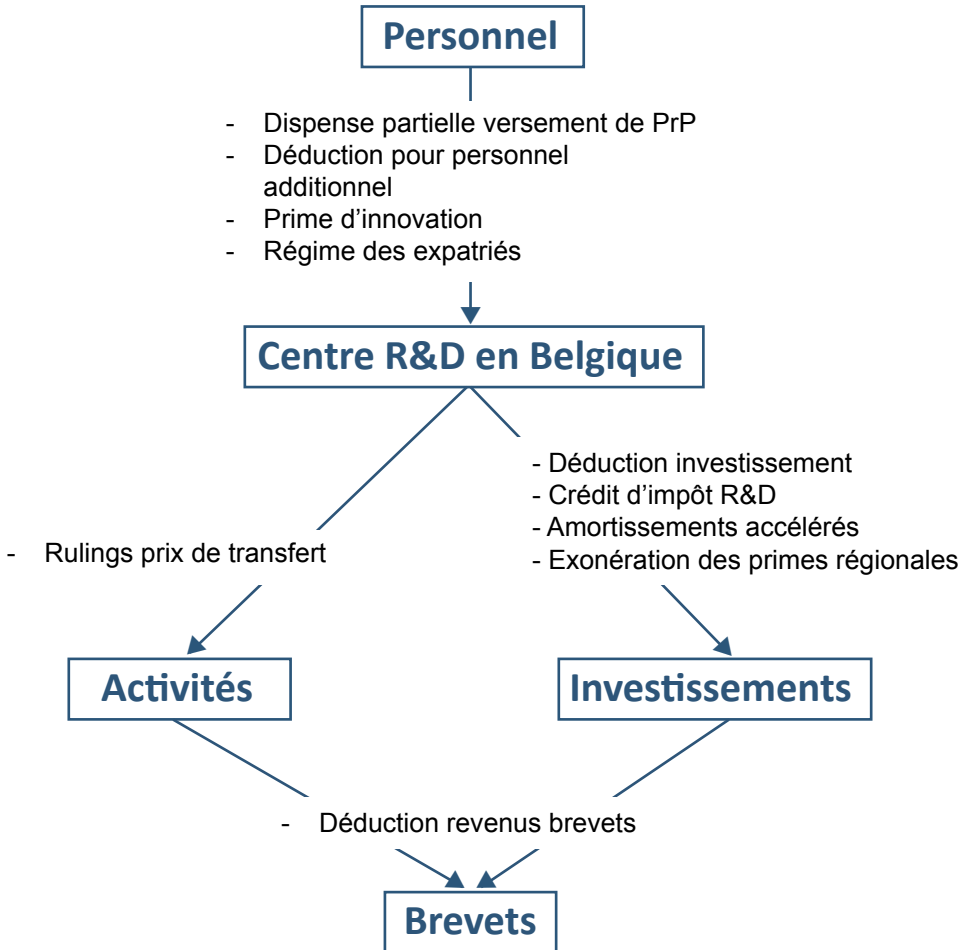 Personnel
- Dispense partielle versement de PrP
- Déduction pour personnel
additionnel
- Prime d’innovation
- Régime des expatriés
Centre R&D en Belgique
- Déduction investissement
- Crédit d’impôt R&D
- Amortissements accélérés
- Exonération des primes régionales
- Rulings prix de transfert
Activités
Investissements
- Déduction revenus brevets
Brevets